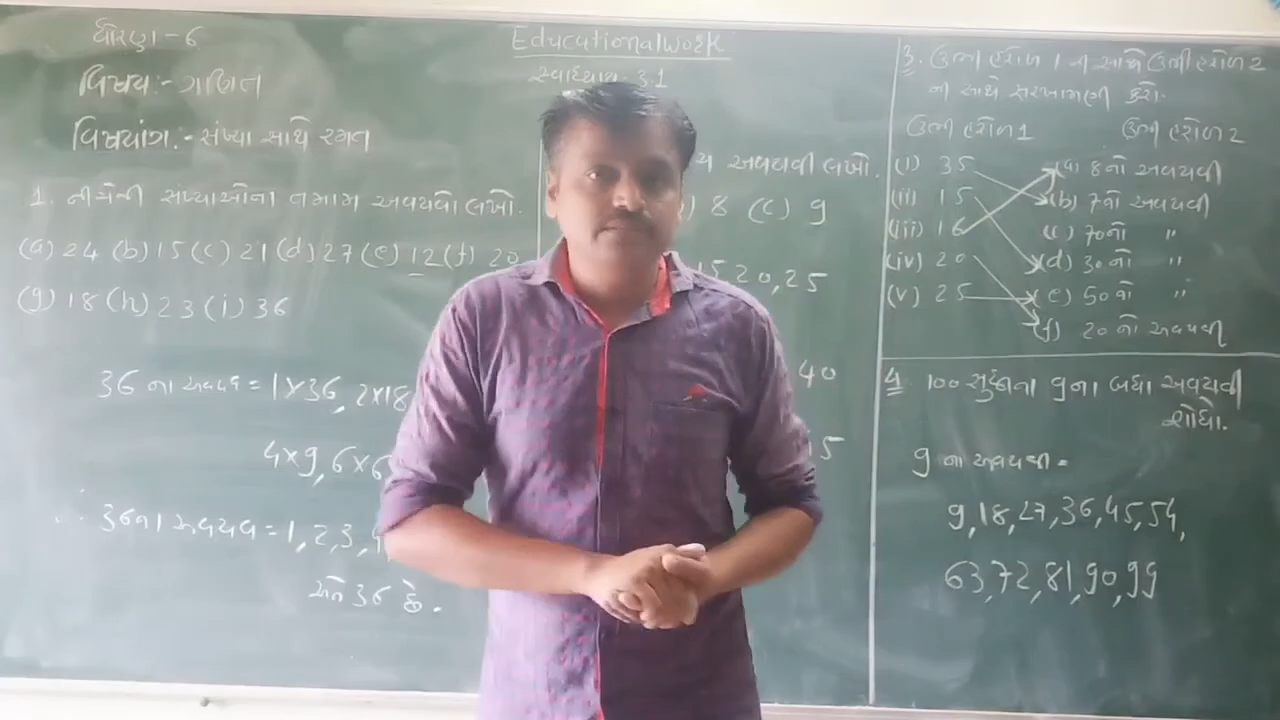 ધોરણ - ૬
વિષય:- ગણિત
વિષયાંગ:- સંખ્યા સાથે રમત
1. નીચેની સંખ્યાઓના તમામ અવયવો લખો.
(a) 24 (b) 15 (c) 21 (d) 27 (e) 12 (f) 20
(g) 18 (h) 23 (i) 36
36 ના અવયવ = 1×36, 2×18
4×9, 6×6
∴ 36ના અવયવ = 1, 2, 3,
અને 36 છે.
Educationalwork
સ્વાધ્યાય 3.1
અવયવી લખો.
) 8 (c) 9
15 20, 25
40
15
3. ઉભી હરોળ 1 ના સાથે ઉભી હરોળ 2
ની સાથે સરખામણી કરો.
ઉભી હરોળ 1 ઉભી હરોળ 2
(i) 35 (a) 8નો અવયવી
(ii) 15 (b) 7નો અવયવી
(iii) 16 (c) 70નો "
(iv) 20 (d) 30નો "
(v) 25 (e) 50નો "
(f) 20 નો અવયવી
4 100 સુધીના 9ના બધા અવયવી
શોધો.
9 ના અવયવી =
9, 18, 27, 36, 45, 54,
63, 72, 81, 90, 99